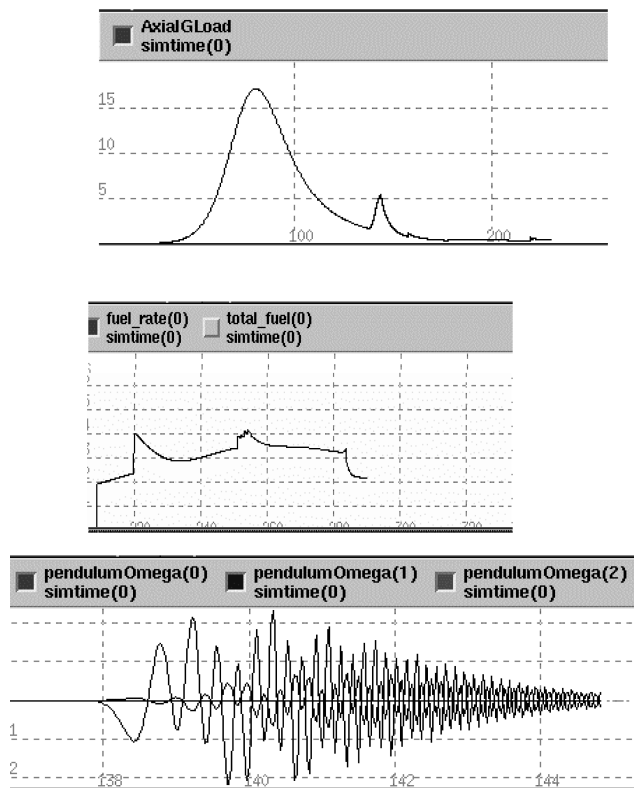 AxialGLoad
simtime(0)
15
10
5
100
200
fuel_rate(0) total_fuel(0)
simtime(0) simtime(0)
pendulumOmega(0) pendulumOmega(1) pendulumOmega(2)
simtime(0) simtime(0) simtime(0)
1
2
138 140 142 144